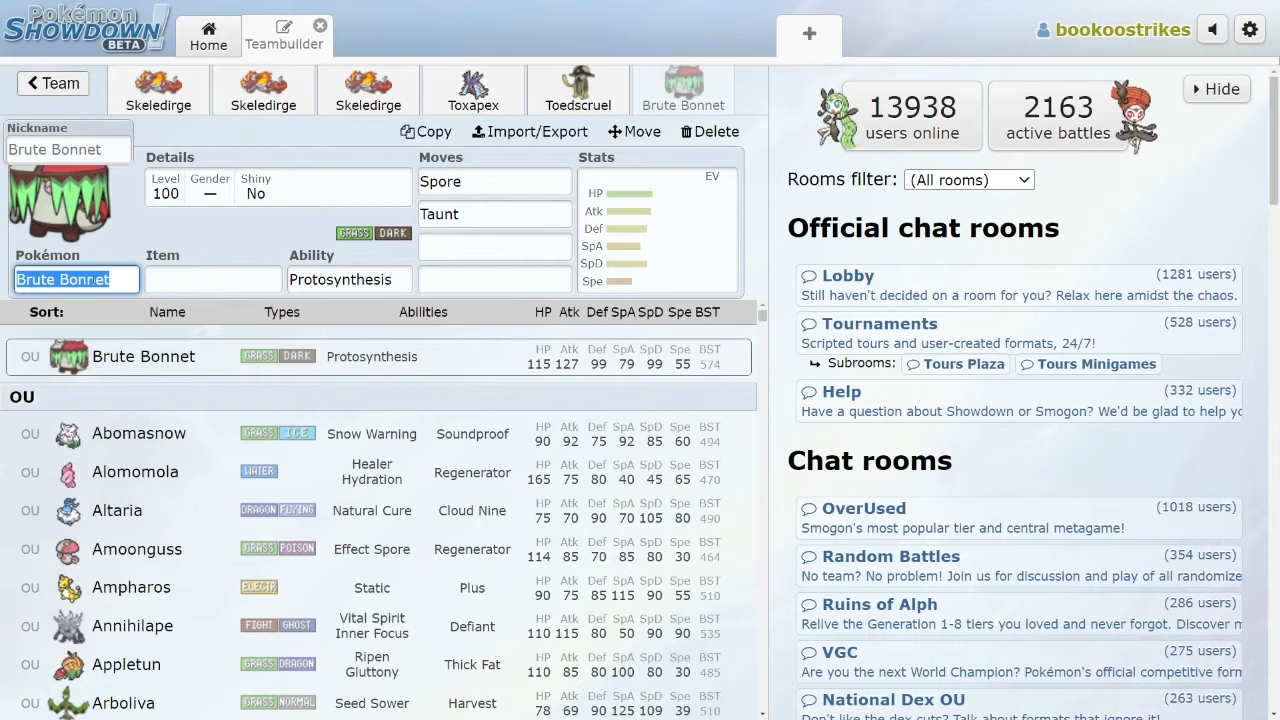 Pokémon
SHOWDOWN!
BETA
Home
Teambuilder
+
bookoostrikes
Team
Skeledirge
Skeledirge
Skeledirge
Toxapex
Toedscruel
Brute Bonnet
13938
users online
2163
active battles
Hide
Nickname
Brute Bonnet
Copy Import/Export Move Delete
Details
Level Gender Shiny
100 — No
GRASS DARK
Moves
Spore
Taunt
Stats
EV
HP
Atk
Def
SpA
SpD
Spe
Pokémon
Brute Bonnet
Item
Ability
Protosynthesis
Sort: Name Types Abilities HP Atk Def SpA SpD Spe BST
OU Brute Bonnet GRASS DARK Protosynthesis HP 115 Atk 127 Def 99 SpA 79 SpD 99 Spe 55 BST 574
OU
OU Abomasnow GRASS ICE Snow Warning Soundproof HP 90 Atk 92 Def 75 SpA 92 SpD 85 Spe 60 BST 494
OU Alomomola WATER Healer Hydration Regenerator HP 165 Atk 75 Def 80 SpA 40 SpD 45 Spe 65 BST 470
OU Altaria DRAGON FLYING Natural Cure Cloud Nine HP 75 Atk 70 Def 90 SpA 70 SpD 105 Spe 80 BST 490
OU Amoonguss GRASS POISON Effect Spore Regenerator HP 114 Atk 85 Def 70 SpA 85 SpD 80 Spe 30 BST 464
OU Ampharos ELECTR Static Plus HP 90 Atk 75 Def 85 SpA 115 SpD 90 Spe 55 BST 510
OU Annihilape FIGHT GHOST Vital Spirit Inner Focus Defiant HP 110 Atk 115 Def 80 SpA 50 SpD 90 Spe 90 BST 535
OU Appletun GRASS DRAGON Ripen Gluttony Thick Fat HP 110 Atk 85 Def 80 SpA 100 SpD 80 Spe 30 BST 485
OU Arboliva GRASS NORMAL Seed Sower Harvest HP 78 Atk 69 Def 90 SpA 125 SpD 109 Spe 39 BST 510
Rooms filter: (All rooms)
Official chat rooms
Lobby (1281 users)
Still haven't decided on a room for you? Relax here amidst the chaos.
Tournaments (528 users)
Scripted tours and user-created formats, 24/7!
Subrooms: Tours Plaza Tours Minigames
Help (332 users)
Have a question about Showdown or Smogon? We'd be glad to help yo
Chat rooms
OverUsed (1018 users)
Smogon's most popular tier and central metagame!
Random Battles (354 users)
No team? No problem! Join us for discussion and play of all randomize
Ruins of Alph (286 users)
Relive the Generation 1-8 tiers you loved and never forgot. Discover m
VGC (275 users)
Are you the next World Champion? Pokémon's official competitive form
National Dex OU (263 users)
Don't like the dex cuts? Talk about formats that ignore it!